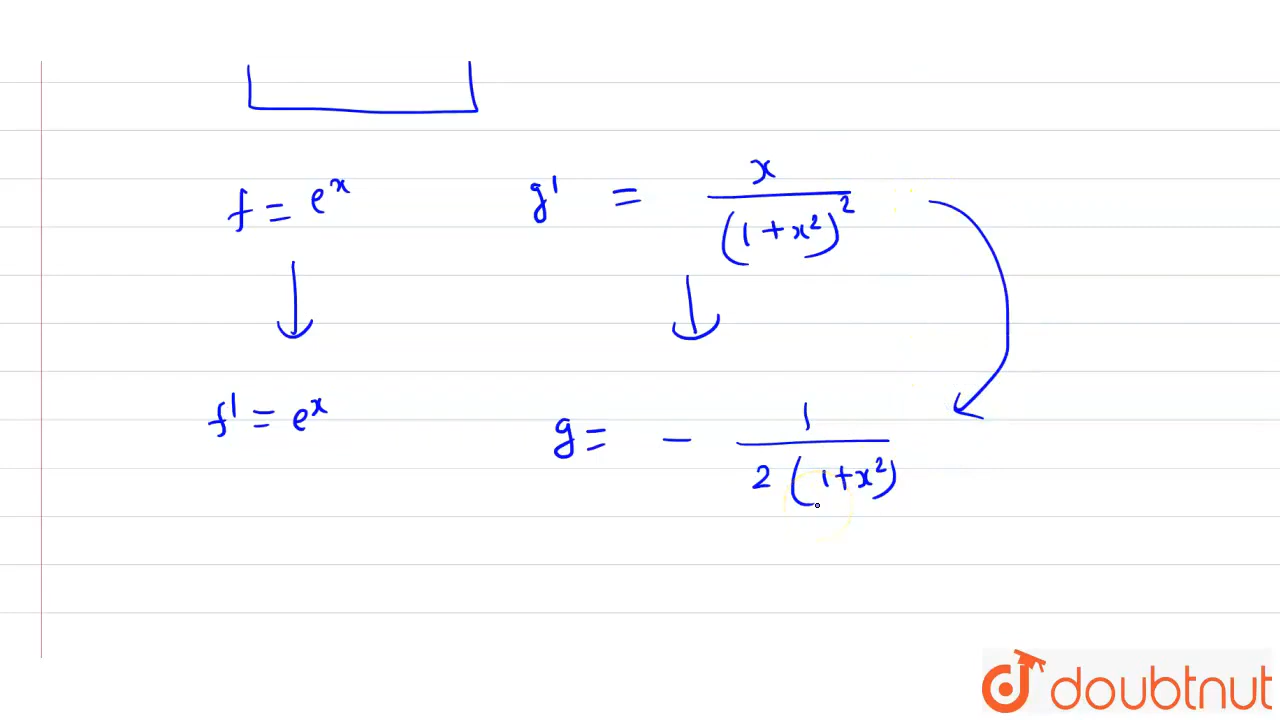 f = e^x g' = x/(1+x²)²
f' = e^x g = - 1/2(1+x²)
doubtnut